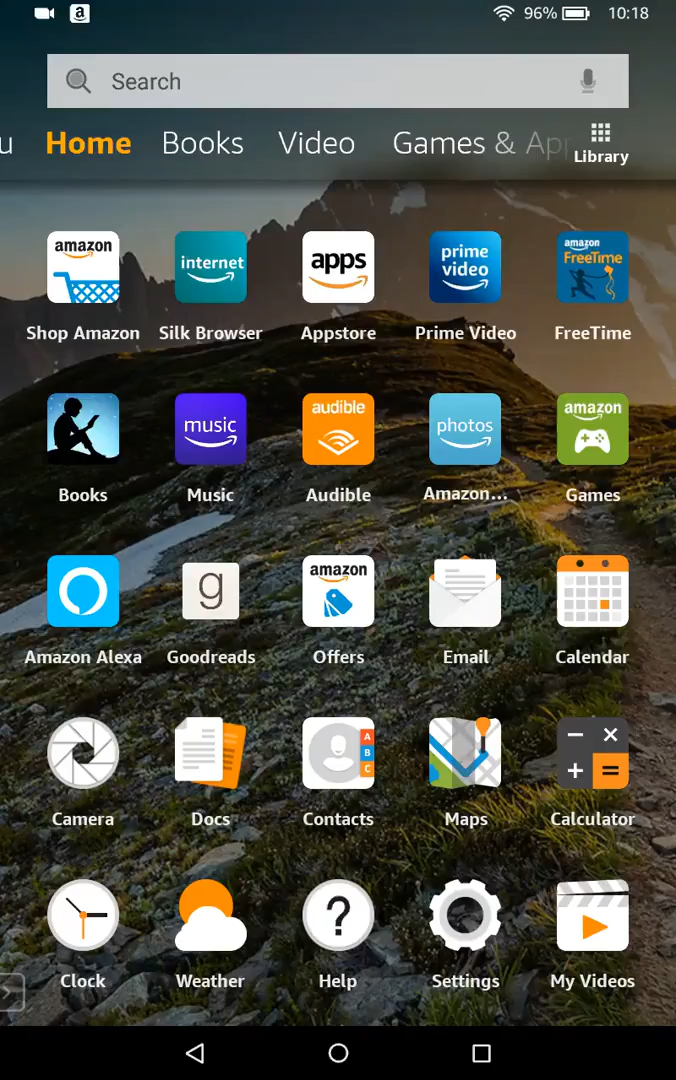 a 96% 10:18
Search
u Home Books Video Games & App
Library
amazon internet apps prime video amazon FreeTime
Shop Amazon Silk Browser Appstore Prime Video FreeTime
music audible photos amazon
Books Music Audible Amazon... Games
g amazon
Amazon Alexa Goodreads Offers Email Calendar
A
B
C
− ×
+ =
Camera Docs Contacts Maps Calculator
?
Clock Weather Help Settings My Videos